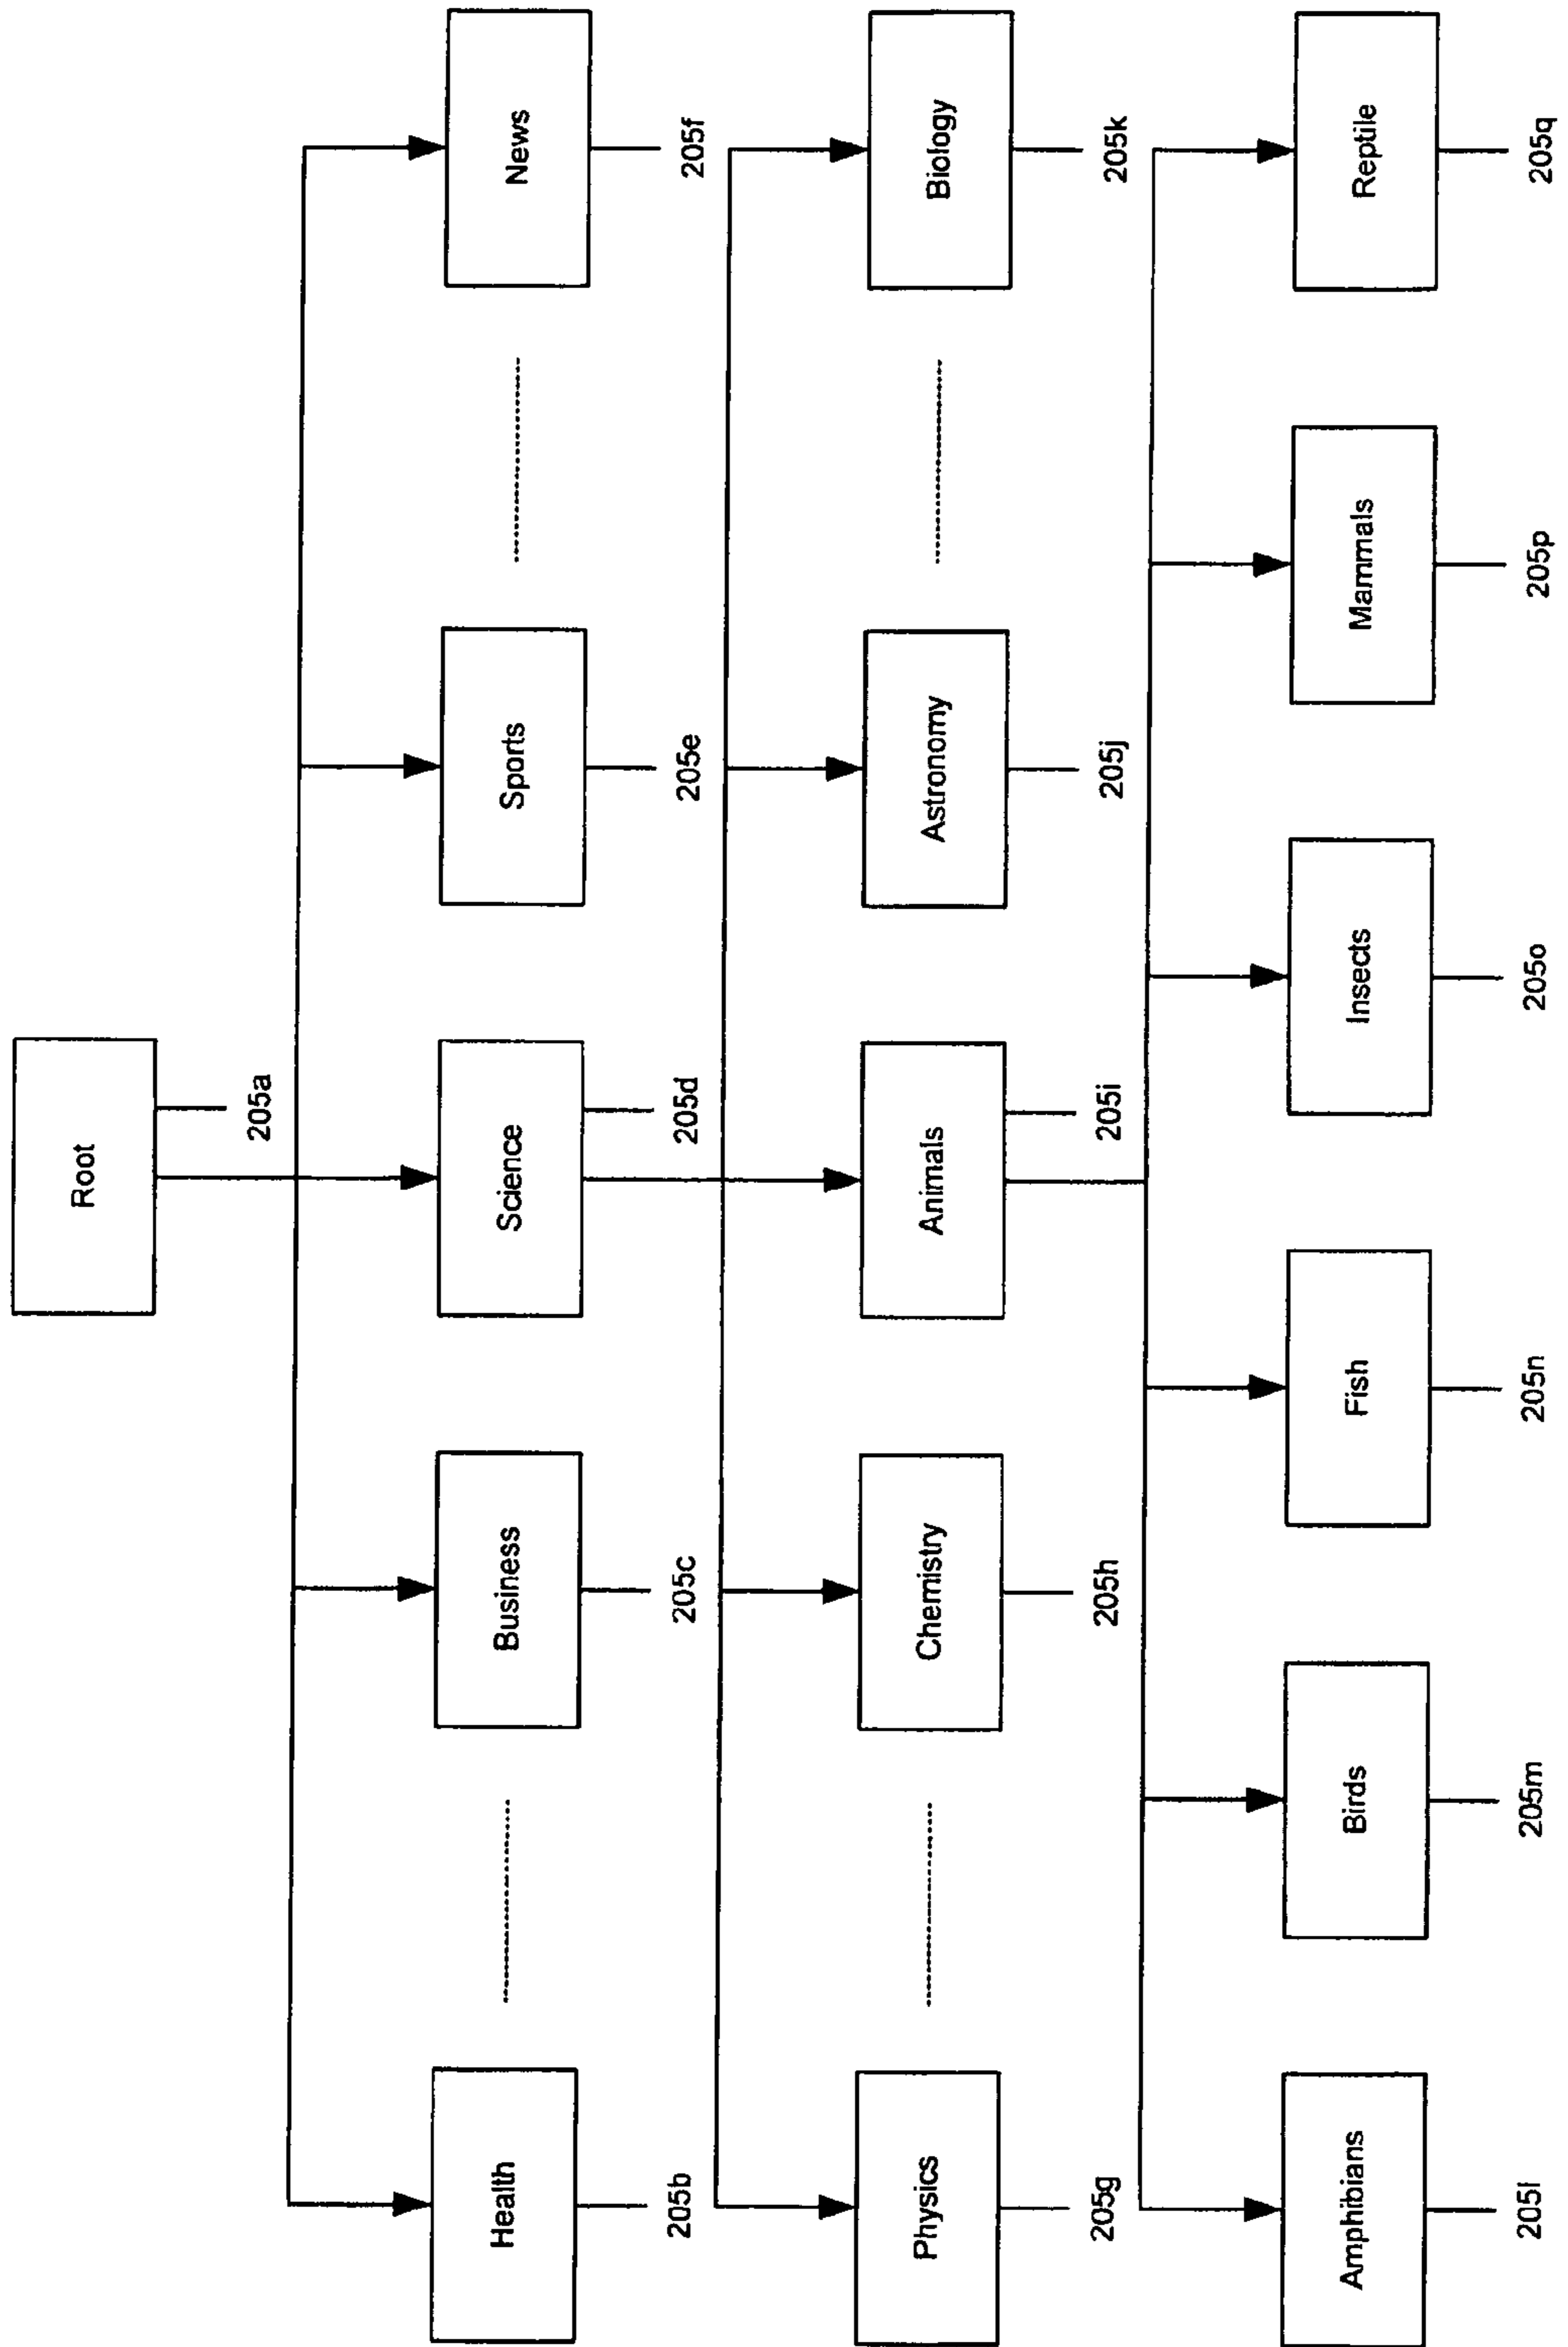 Root
205a
Health
Business
Science
Sports
News
205b
205c
205d
205e
205f
Physics
Chemistry
Animals
Astronomy
Biology
205g
205h
205i
205j
205k
Amphibians
Birds
Fish
Insects
Mammals
Reptile
205l
205m
205n
205o
205p
205q